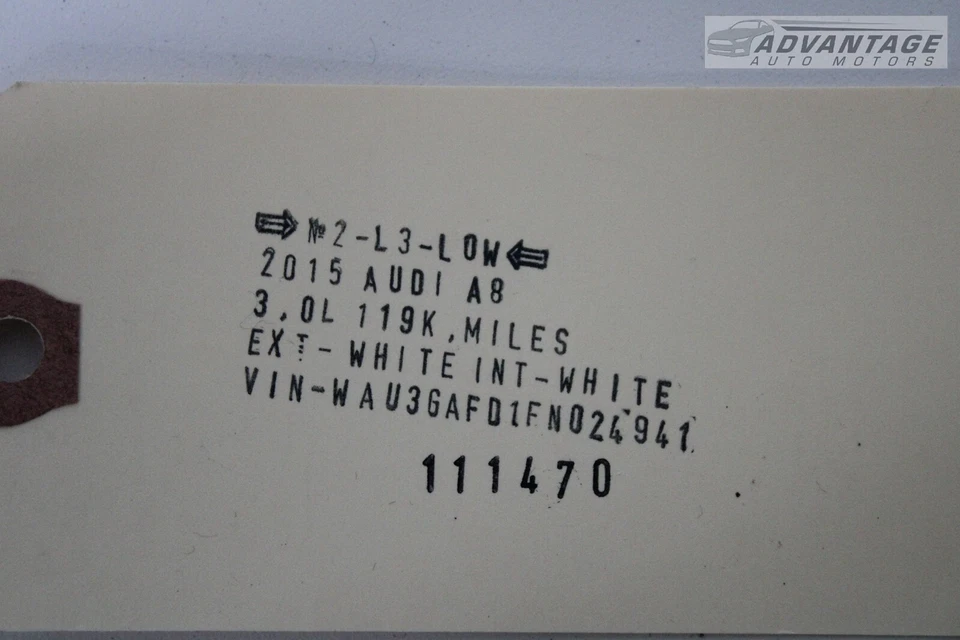 ADVANTAGE
AUTO MOTORS
⇨ №2-L3-LOW ⇦
2015 AUDI A8
3,0L 119K,MILES
EXT-WHITE INT-WHITE
VIN-WAU3GAFD1FN024941
111470